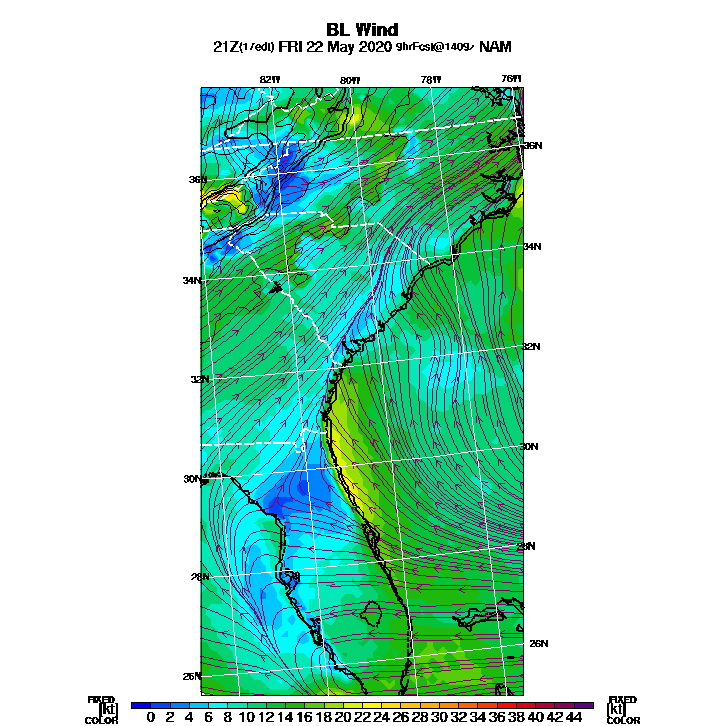 BL Wind
21Z(17edt) FRI 22 May 2020 9hrFcst@1409z NAM
82W 80W 78W 76W
36N
36N
34N
34N
32N
32N
30N
30N
28N
28N
26N
26N
FIXED FIXED
[kt] [kt]
COLOR COLOR
0 2 4 6 8 10 12 14 16 18 20 22 24 26 28 30 32 34 36 38 40 42 44